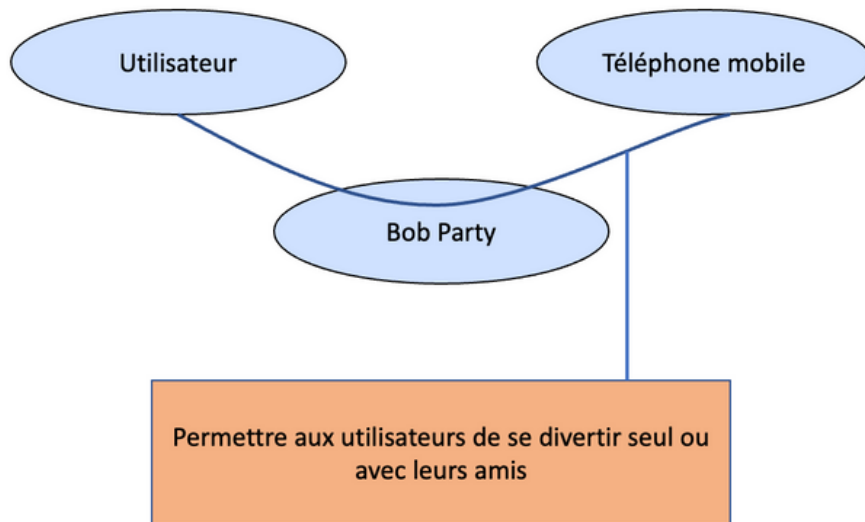 Utilisateur
Téléphone mobile
Bob Party
Permettre aux utilisateurs de se divertir seul ou
avec leurs amis